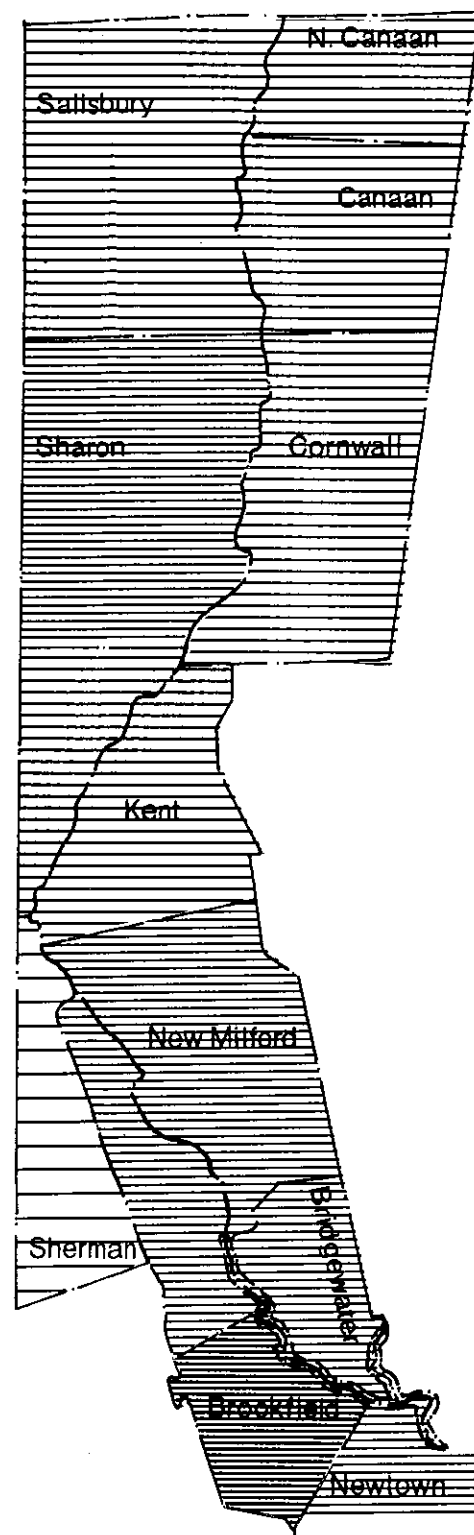 N. Canaan
Salisbury
Canaan
Sharon
Cornwall
Kent
New Milford
Bridgewater
Sherman
Brookfield
Newtown